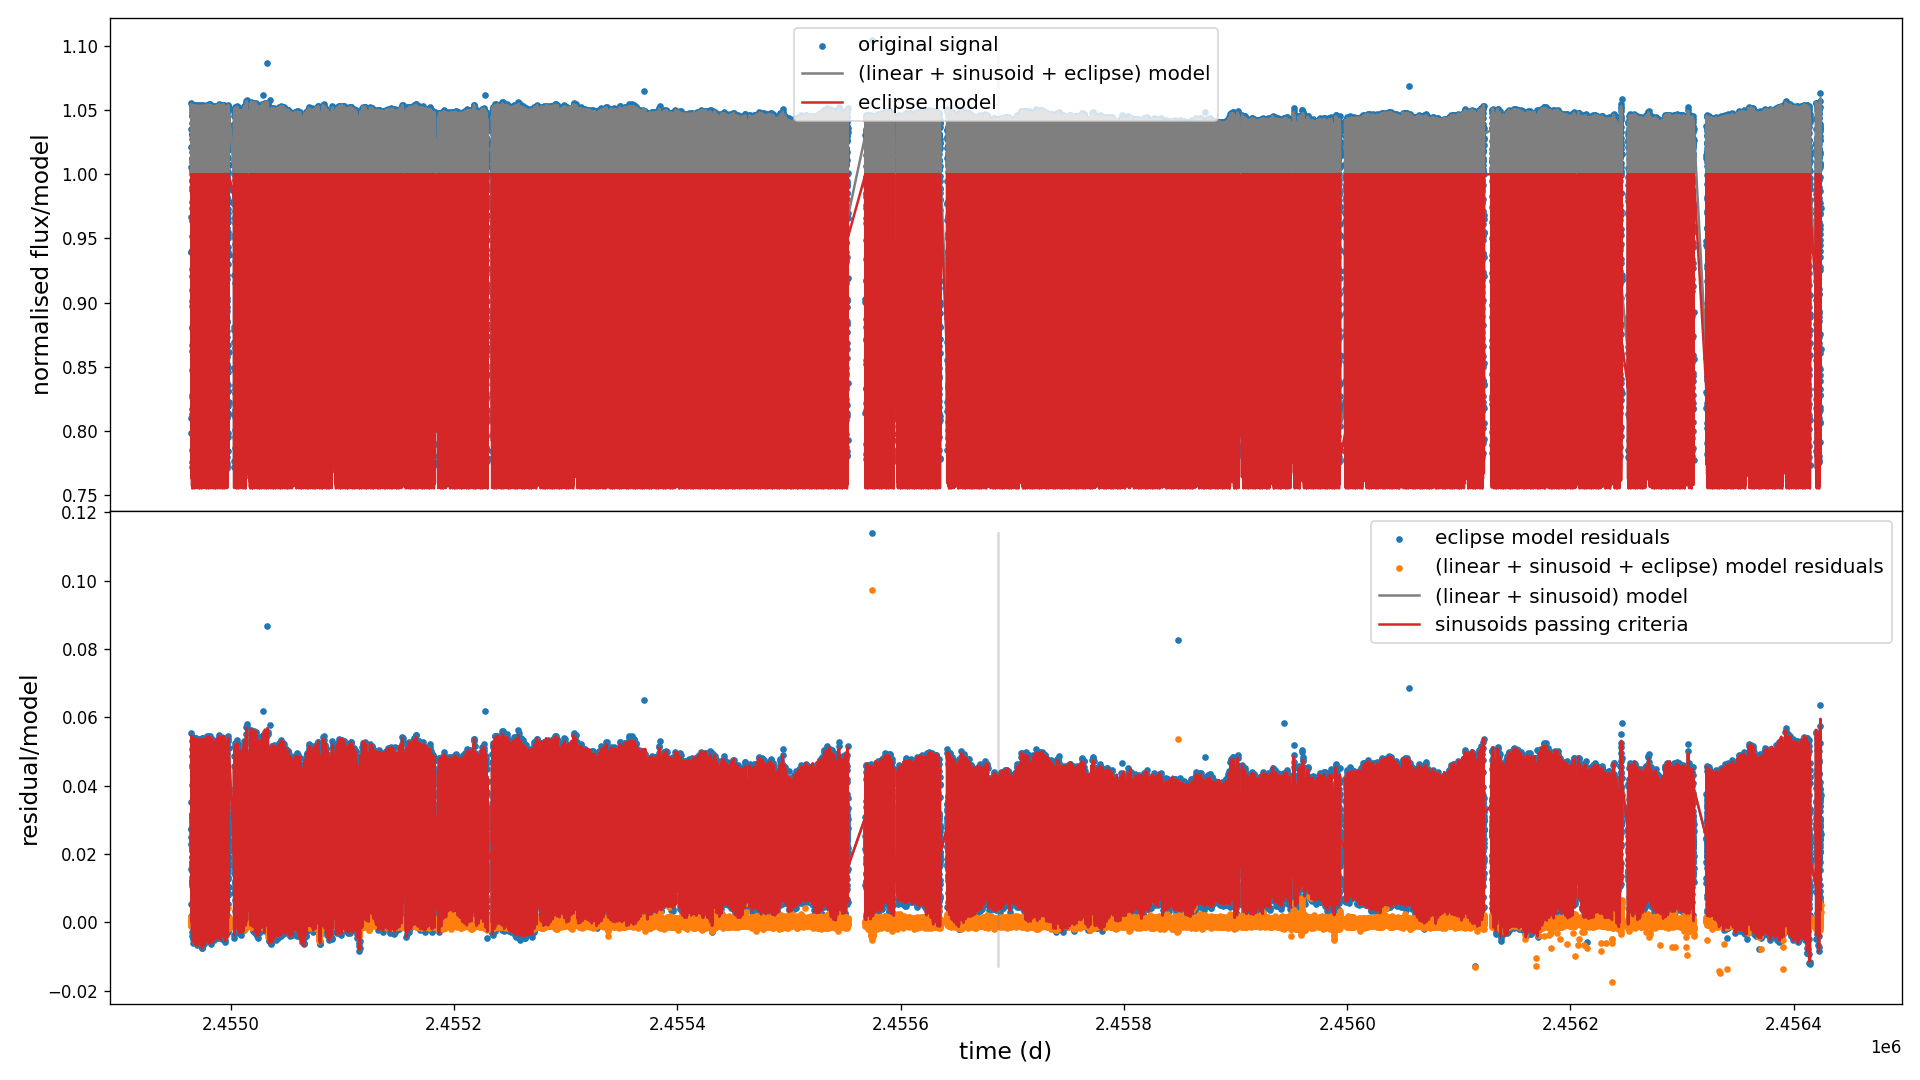 original signal
(linear + sinusoid + eclipse) model
eclipse model
normalised flux/model
1.10
1.05
1.00
0.95
0.90
0.85
0.80
0.75
eclipse model residuals
(linear + sinusoid + eclipse) model residuals
(linear + sinusoid) model
sinusoids passing criteria
residual/model
0.12
0.10
0.08
0.06
0.04
0.02
0.00
−0.02
2.4550 2.4552 2.4554 2.4556 2.4558 2.4560 2.4562 2.4564
1e6
time (d)